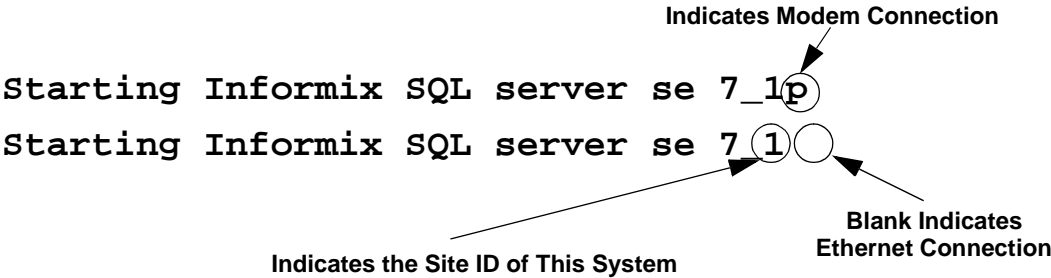 Indicates Modem Connection
Starting Informix SQL server se 7_1p
Starting Informix SQL server se 7_1
Blank Indicates
Ethernet Connection
Indicates the Site ID of This System